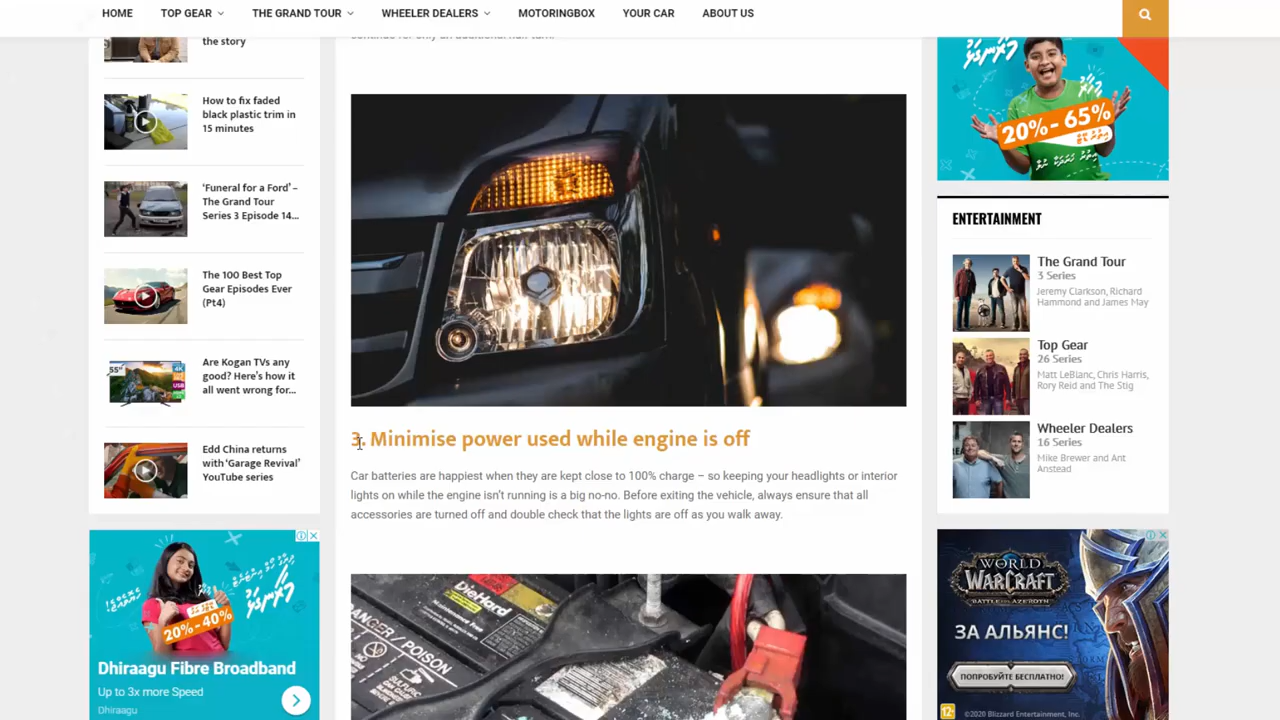 HOME
TOP GEAR
THE GRAND TOUR
WHEELER DEALERS
MOTORINGBOX
YOUR CAR
ABOUT US
the story
How to fix faded
black plastic trim in
15 minutes
‘Funeral for a Ford’ –
The Grand Tour
Series 3 Episode 14...
The 100 Best Top
Gear Episodes Ever
(Pt4)
55"
4K
Are Kogan TVs any
good? Here’s how it
all went wrong for...
Edd China returns
with ‘Garage Revival’
YouTube series
20%-40%
Dhiraagu Fibre Broadband
Up to 3x more Speed
Dhiraagu
3. Minimise power used while engine is off
Car batteries are happiest when they are kept close to 100% charge – so keeping your headlights or interior
lights on while the engine isn’t running is a big no-no. Before exiting the vehicle, always ensure that all
accessories are turned off and double check that the lights are off as you walk away.
DieHard
DANGER/POISON
20% - 65%
ENTERTAINMENT
The Grand Tour
3 Series
Jeremy Clarkson, Richard
Hammond and James May
Top Gear
26 Series
Matt LeBlanc, Chris Harris,
Rory Reid and The Stig
Wheeler Dealers
16 Series
Mike Brewer and Ant
Anstead
WORLD
WARCRAFT
BATTLE FOR AZEROTH
ЗА АЛЬЯНС!
ПОПРОБУЙТЕ БЕСПЛАТНО!
12+
©2020 Blizzard Entertainment, Inc.